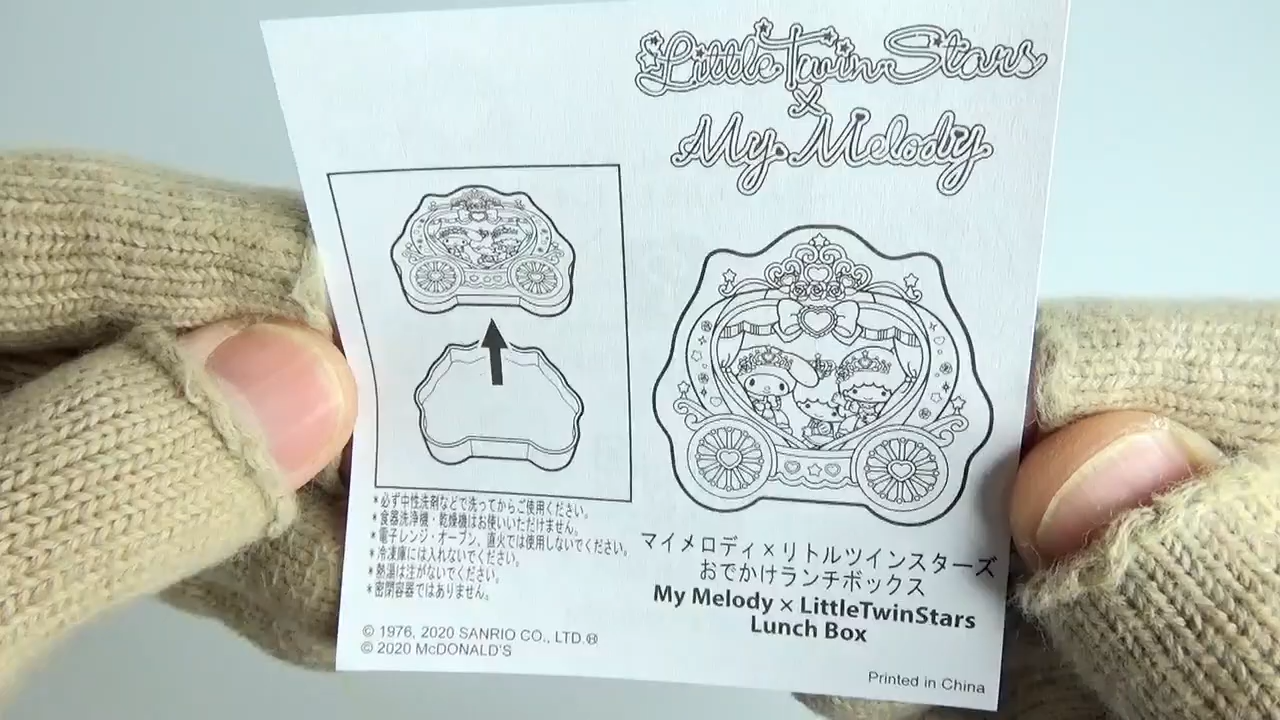 Little Twin Stars
×
My Melody
＊必ず中性洗剤などで洗ってからご使用ください。
＊食器洗浄機・乾燥機はお使いいただけません。
＊電子レンジ・オーブン、直火では使用しないでください。
＊冷凍庫には入れないでください。
＊熱湯は注がないでください。
＊密閉容器ではありません。
© 1976, 2020 SANRIO CO., LTD.Ⓗ
© 2020 McDONALD'S
マイメロディ×リトルツインスターズ
おでかけランチボックス
My Melody × LittleTwinStars
Lunch Box
Printed in China